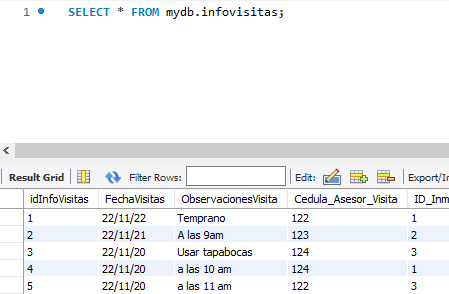 1 SELECT * FROM mydb.infovisitas;
Result Grid Filter Rows: Edit: Export/In
idInfoVisitas FechaVisitas ObservacionesVisita Cedula_Asesor_Visita ID_Inm
1 22/11/22 Temprano 122 1
2 22/11/21 A las 9am 123 2
3 22/11/20 Usar tapabocas 124 3
4 22/11/20 a las 10 am 124 1
5 22/11/20 a las 11 am 122 3